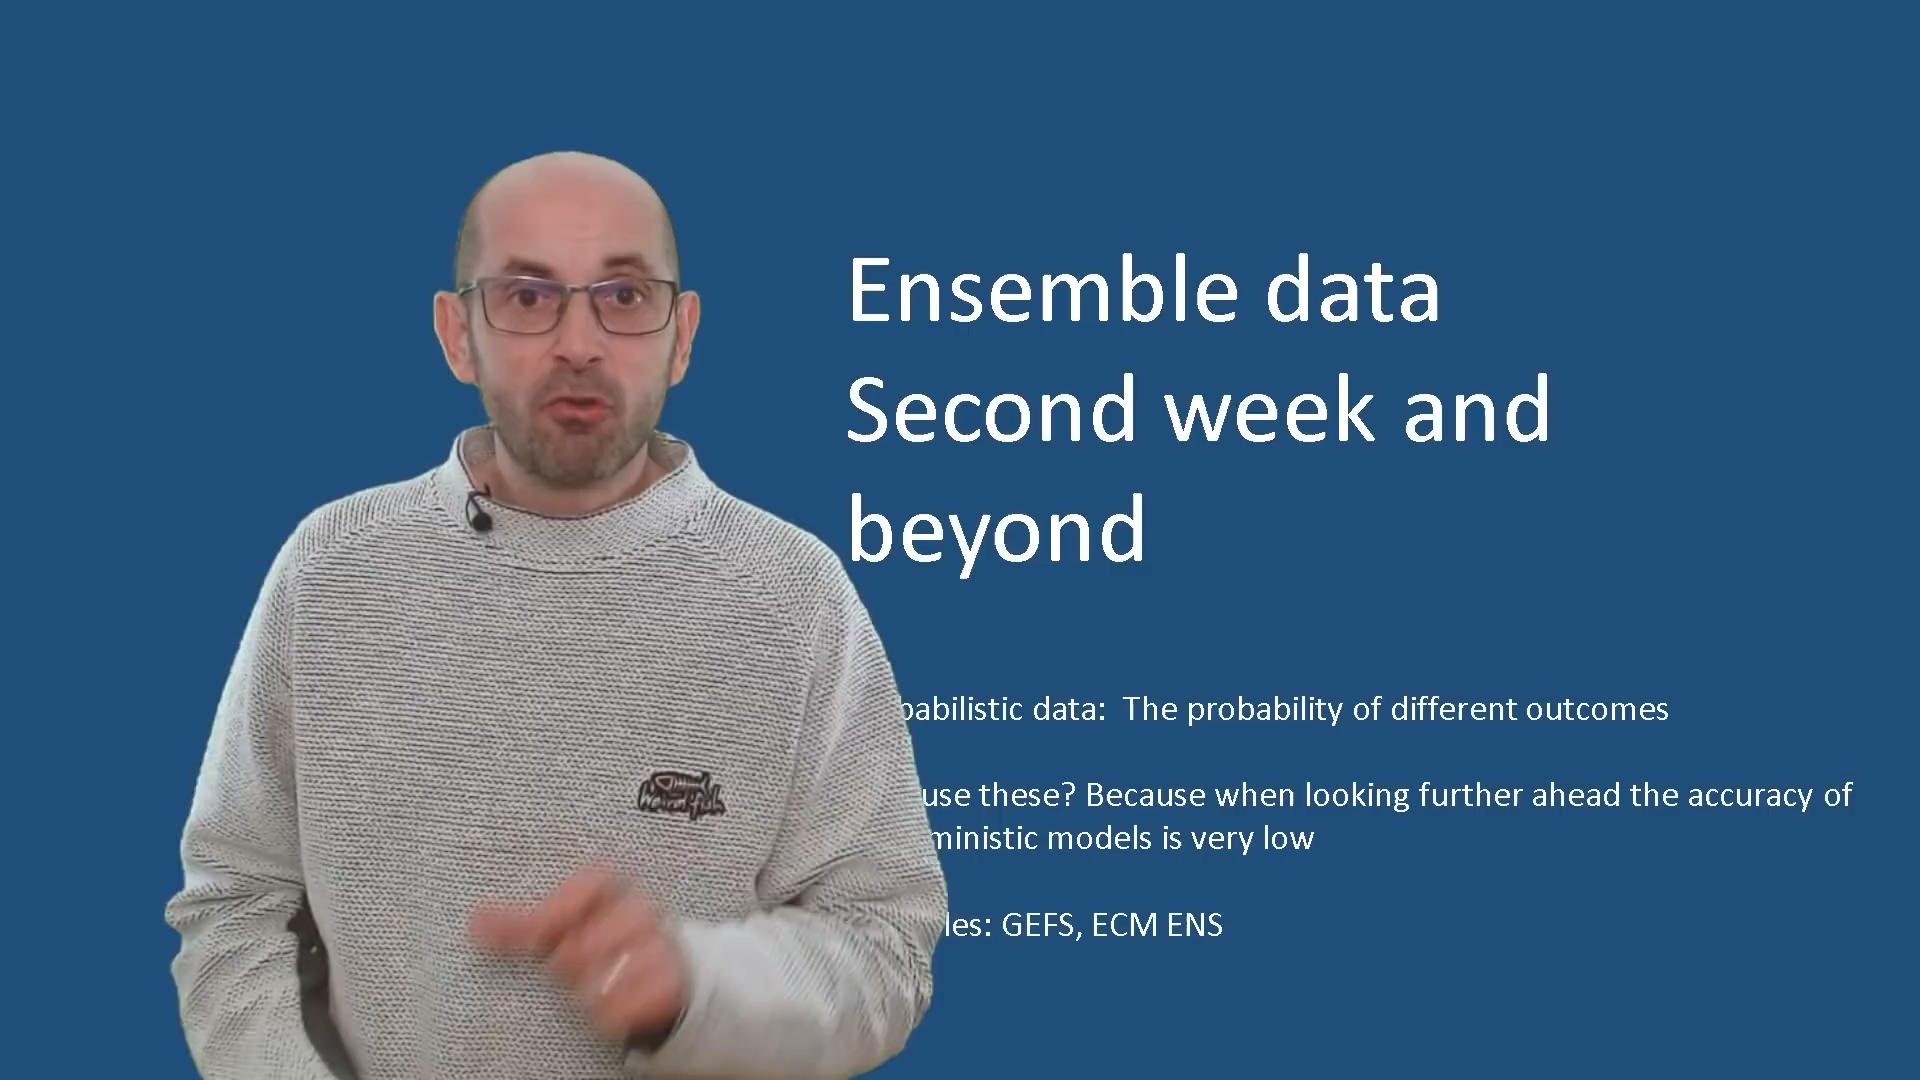 Ensemble data
Second week and
beyond
babilistic data: The probability of different outcomes
use these? Because when looking further ahead the accuracy of
ministic models is very low
les: GEFS, ECM ENS